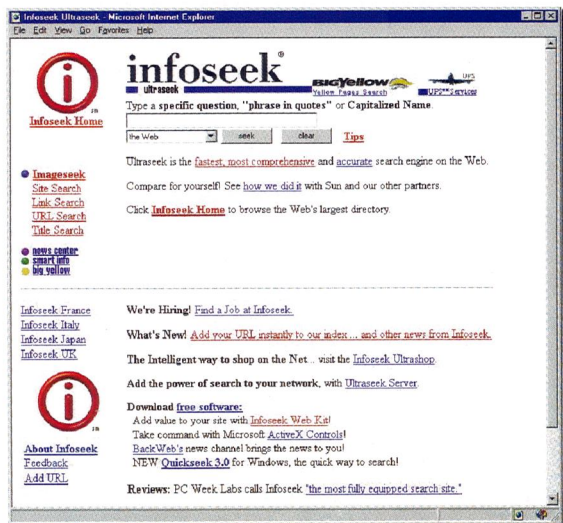 Infoseek Ultraseek - Microsoft Internet Explorer
File Edit View Go Favorites Help
infoseek®
ultraseek
BIGYellow
Yellow Pages Search
UPS
UPS Services
Infoseek Home
Type a specific question, "phrase in quotes" or Capitalized Name.
the Web seek clear Tips
Ultraseek is the fastest, most comprehensive and accurate search engine on the Web.
Compare for yourself! See how we did it with Sun and our other partners.
Click Infoseek Home to browse the Web's largest directory.
Imageseek
Site Search
Link Search
URL Search
Title Search
news center
smart info
big yellow
Infoseek France
Infoseek Italy
Infoseek Japan
Infoseek UK
We're Hiring! Find a Job at Infoseek.
What's New! Add your URL instantly to our index ... and other news from Infoseek.
The Intelligent way to shop on the Net... visit the Infoseek Ultrashop.
Add the power of search to your network, with Ultraseek Server.
Download free software:
Add value to your site with Infoseek Web Kit!
Take command with Microsoft ActiveX Controls!
BackWeb's news channel brings the news to you!
NEW Quickseek 3.0 for Windows, the quick way to search!
About Infoseek
Feedback
Add URL
Reviews: PC Week Labs calls Infoseek "the most fully equipped search site."